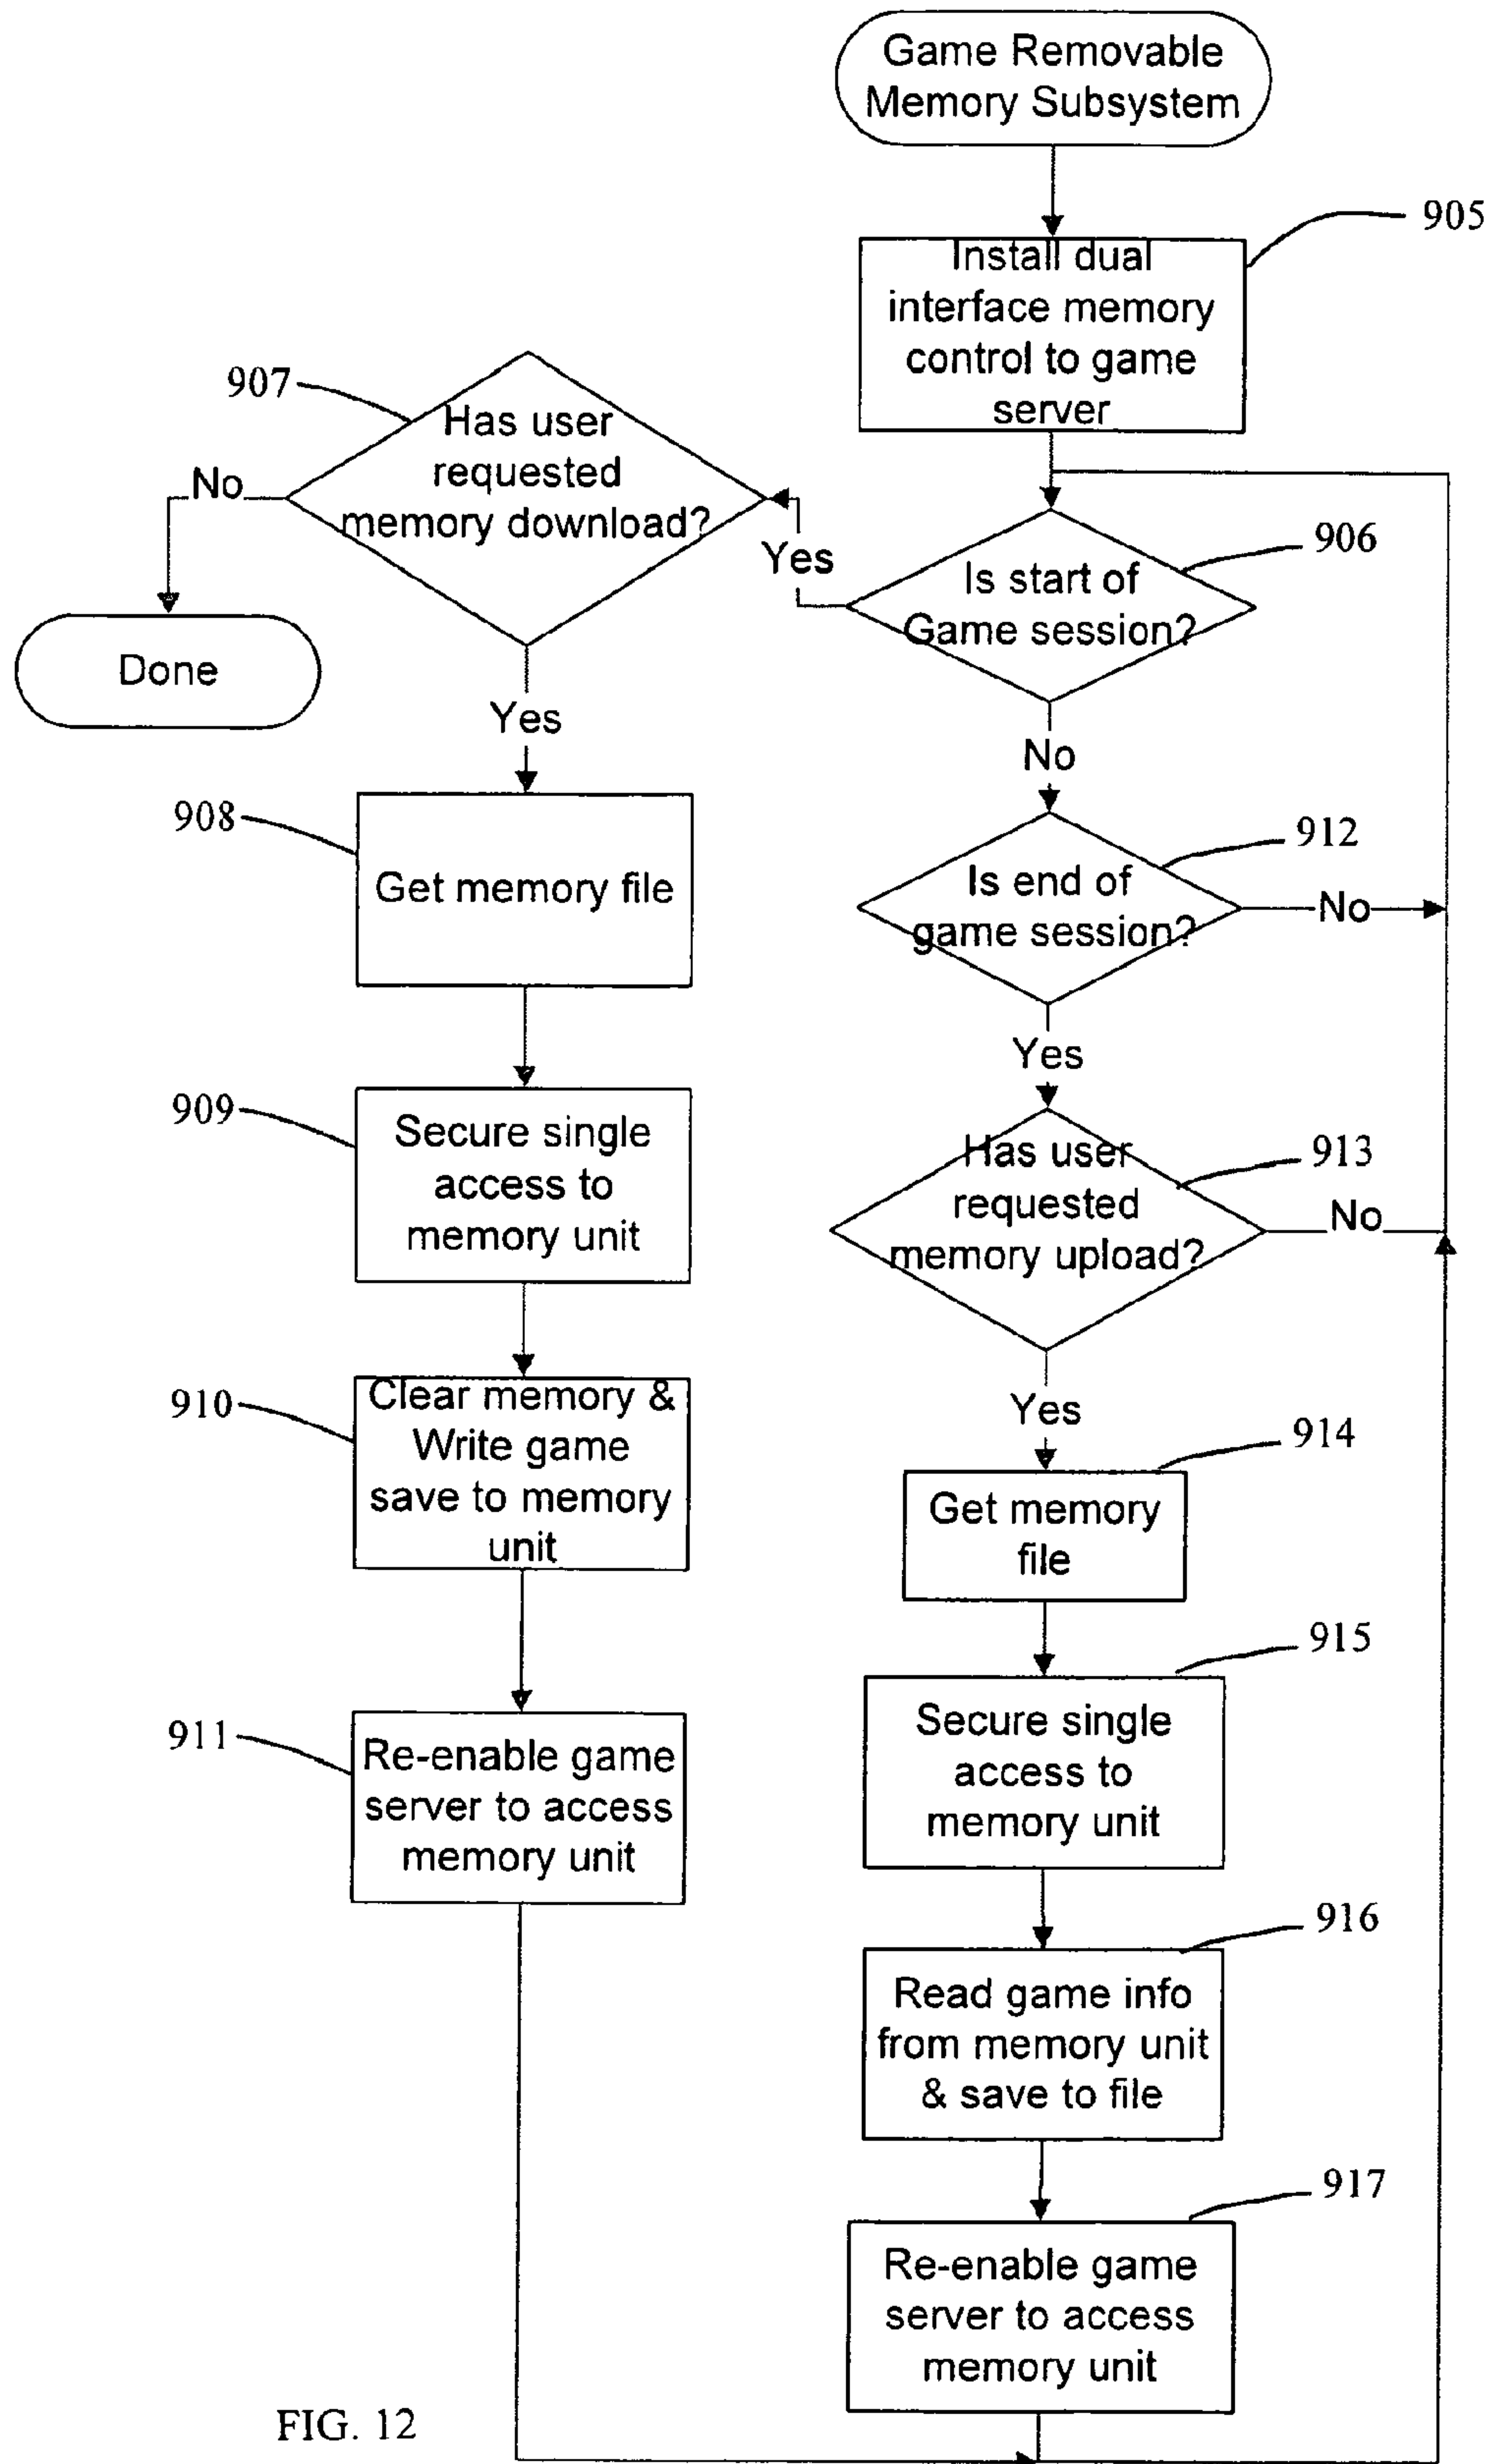 Game Removable
Memory Subsystem
905
Install dual
interface memory
control to game
server
907
Has user
requested
memory download?
No
Done
Yes
906
Is start of
Game session?
Yes
No
908
Get memory file
912
Is end of
game session?
No
Yes
909
Secure single
access to
memory unit
913
Has user
requested
memory upload?
No
Yes
910
Clear memory &
Write game
save to memory
unit
914
Get memory
file
911
Re-enable game
server to access
memory unit
915
Secure single
access to
memory unit
916
Read game info
from memory unit
& save to file
917
Re-enable game
server to access
memory unit
FIG. 12